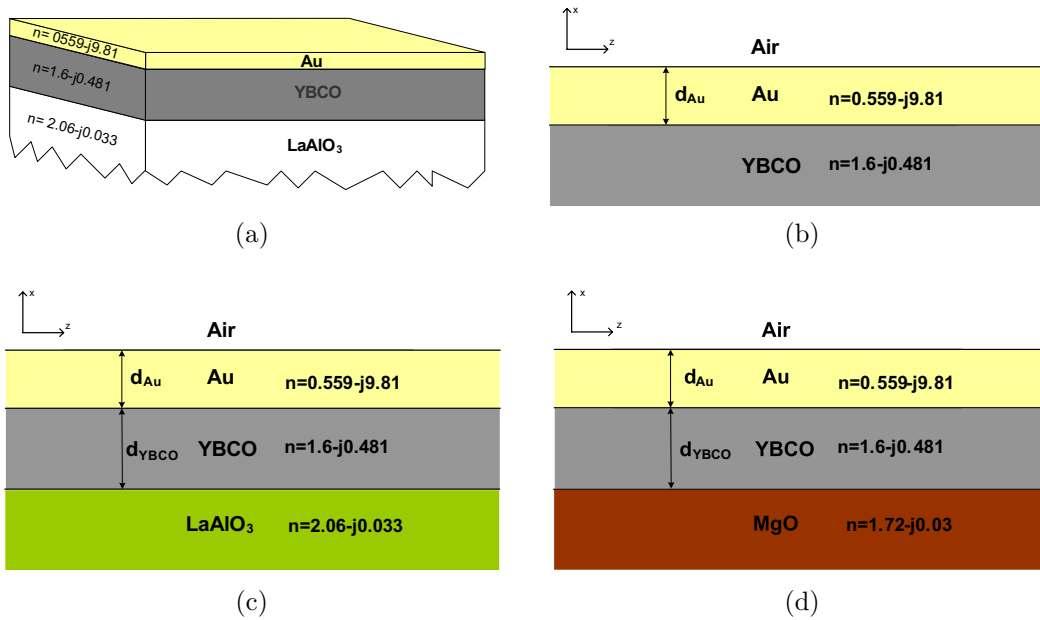 n=0559-j9.81
Au
n=1.6-j0.481
YBCO
n= 2.06-j0.033
LaAlO₃
(a)
x
z
Air
dAu
Au
n=0.559-j9.81
YBCO
n=1.6-j0.481
(b)
x
z
Air
dAu
Au
n=0.559-j9.81
dYBCO
YBCO
n=1.6-j0.481
LaAlO₃
n=2.06-j0.033
(c)
x
z
Air
dAu
Au
n=0.559-j9.81
dYBCO
YBCO
n=1.6-j0.481
MgO
n=1.72-j0.03
(d)